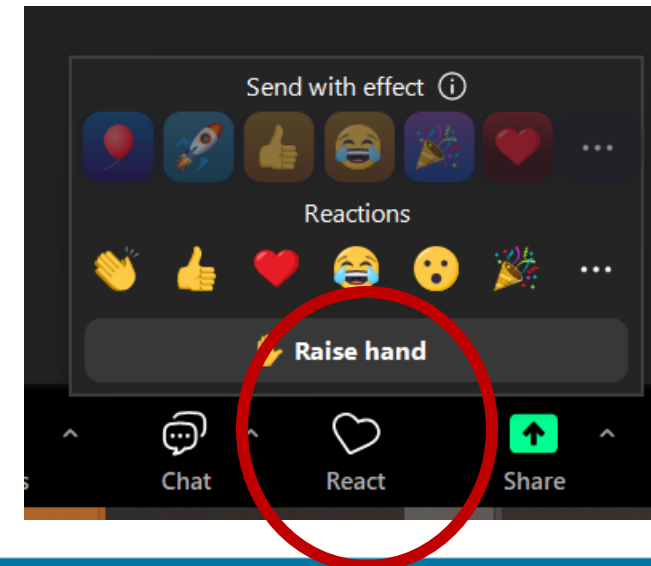 Send with effect
Reactions
Raise hand
Chat
React
Share